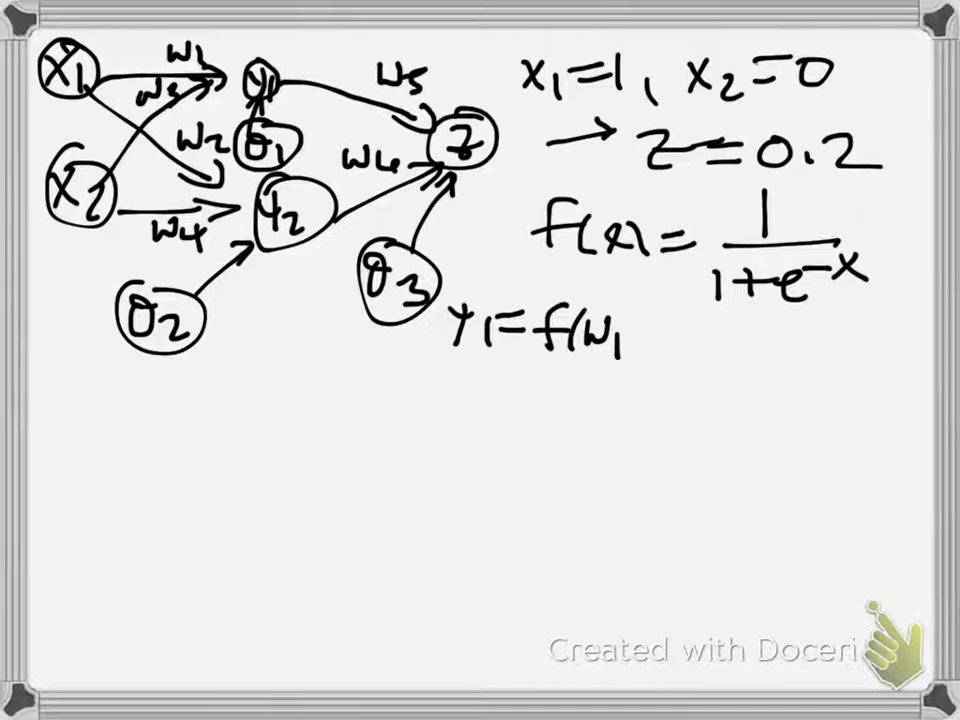 x1 w1 y1 w5 x1=1, x2=0
w3
w2 θ1 z → z=0.2
x2 w6
w4 y2 f(x)= 1/(1+e^-x)
θ2 θ3 y1=f(w1
Created with Doceri